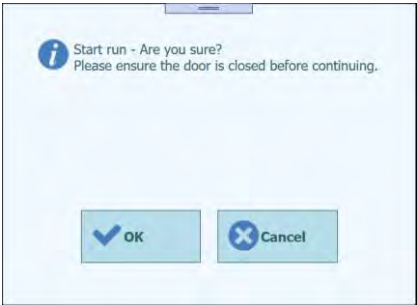 Start run - Are you sure?
Please ensure the door is closed before continuing.
OK
Cancel